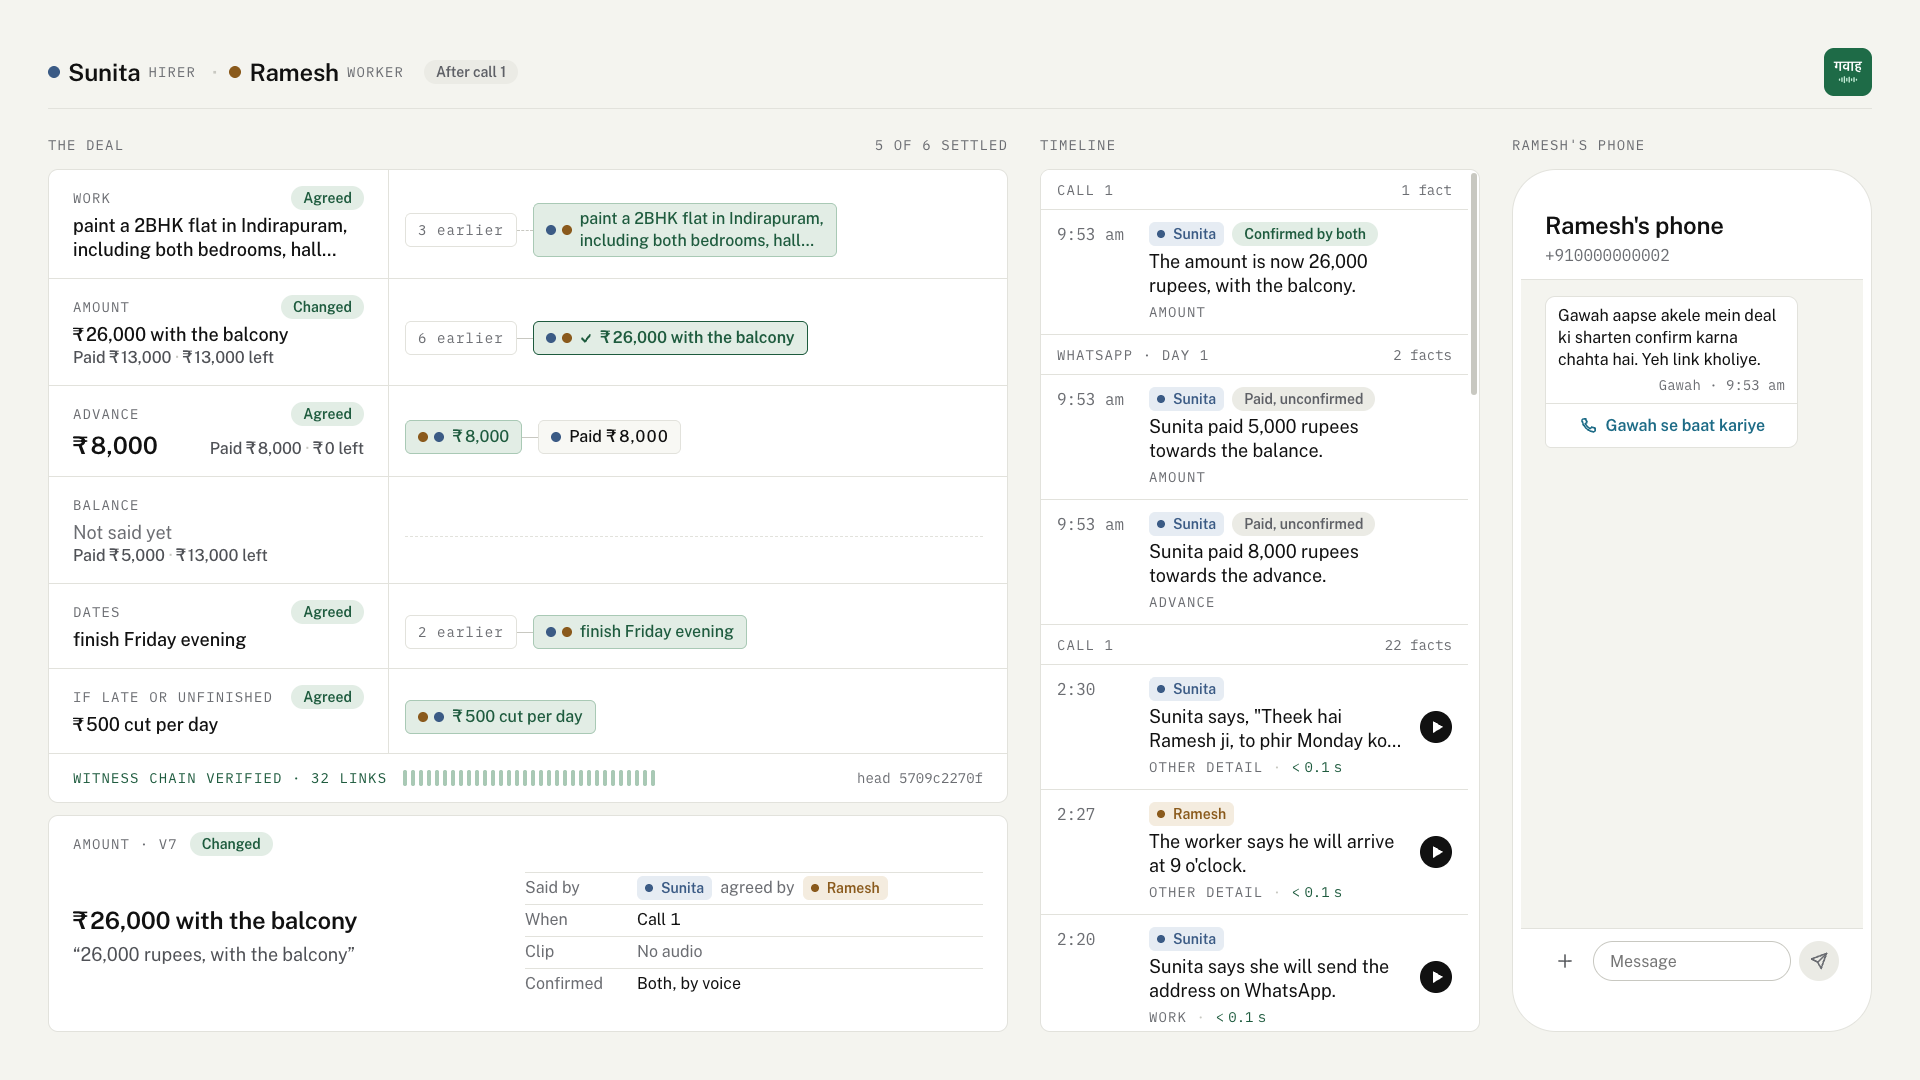 Sunita HIRER · Ramesh WORKER After call 1
गवाह
THE DEAL 5 OF 6 SETTLED
WORK Agreed
paint a 2BHK flat in Indirapuram,
including both bedrooms, hall...
3 earlier
paint a 2BHK flat in Indirapuram,
including both bedrooms, hall...
AMOUNT Changed
₹26,000 with the balcony
Paid ₹13,000 · ₹13,000 left
6 earlier ₹26,000 with the balcony
ADVANCE Agreed
₹8,000 Paid ₹8,000 · ₹0 left
₹8,000 Paid ₹8,000
BALANCE
Not said yet
Paid ₹5,000 · ₹13,000 left
DATES Agreed
finish Friday evening
2 earlier finish Friday evening
IF LATE OR UNFINISHED Agreed
₹500 cut per day
₹500 cut per day
WITNESS CHAIN VERIFIED · 32 LINKS head 5709c2270f
AMOUNT · V7 Changed
₹26,000 with the balcony
“26,000 rupees, with the balcony”
Said by Sunita agreed by Ramesh
When Call 1
Clip No audio
Confirmed Both, by voice
TIMELINE
CALL 1 1 fact
9:53 am Sunita Confirmed by both
The amount is now 26,000
rupees, with the balcony.
AMOUNT
WHATSAPP · DAY 1 2 facts
9:53 am Sunita Paid, unconfirmed
Sunita paid 5,000 rupees
towards the balance.
AMOUNT
9:53 am Sunita Paid, unconfirmed
Sunita paid 8,000 rupees
towards the advance.
ADVANCE
CALL 1 22 facts
2:30 Sunita
Sunita says, "Theek hai
Ramesh ji, to phir Monday ko...
OTHER DETAIL · <0.1 s
2:27 Ramesh
The worker says he will arrive
at 9 o'clock.
OTHER DETAIL · <0.1 s
2:20 Sunita
Sunita says she will send the
address on WhatsApp.
WORK · <0.1 s
RAMESH'S PHONE
Ramesh's phone
+910000000002
Gawah aapse akele mein deal
ki sharten confirm karna
chahta hai. Yeh link kholiye.
Gawah · 9:53 am
Gawah se baat kariye
Message